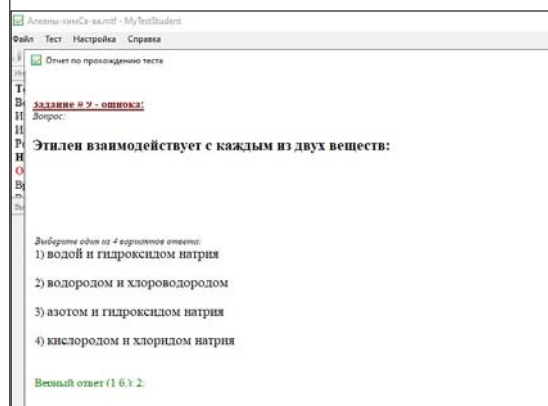 Алкены-химСв-ва.mtf - MyTestStudent
Файл Тест Настройка Справка
Отчет по прохождению теста
Задание # 9 - ошибка!
Вопрос:
Этилен взаимодействует с каждым из двух веществ:
Выберите один из 4 вариантов ответа:
1) водой и гидроксидом натрия
2) водородом и хлороводородом
3) азотом и гидроксидом натрия
4) кислородом и хлоридом натрия
Верный ответ (1 б.): 2: